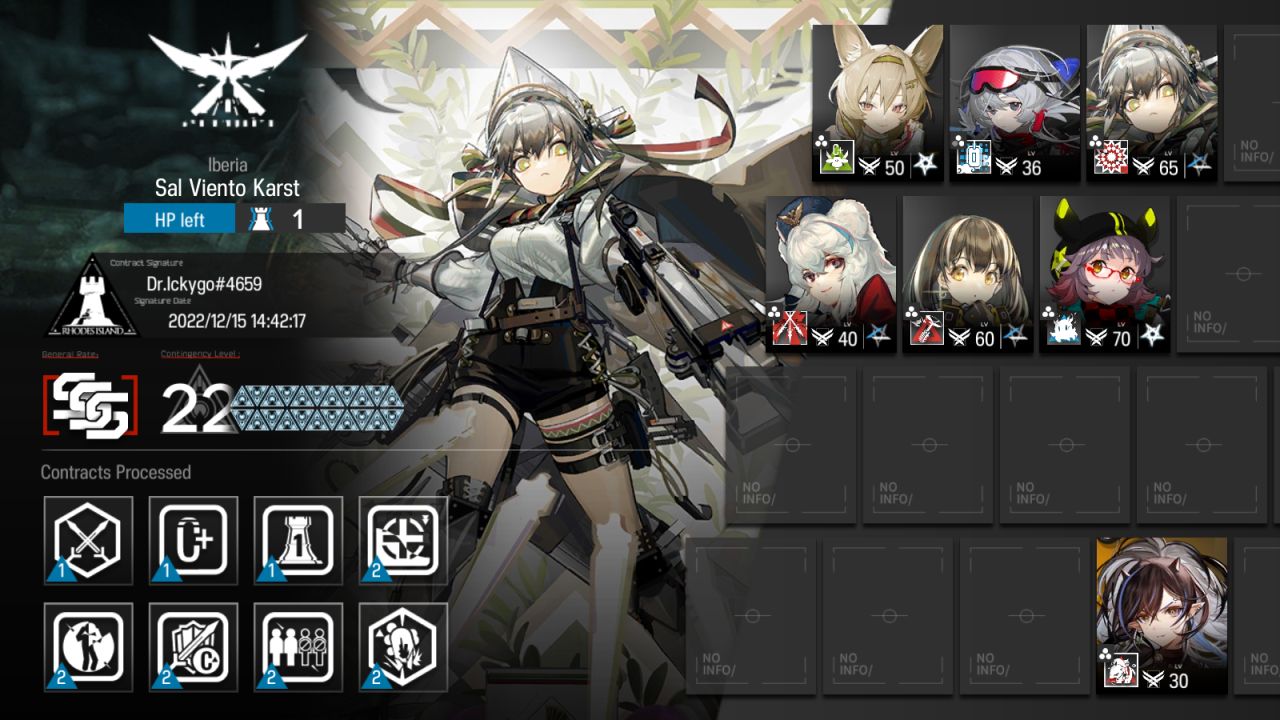 Iberia
Sal Viento Karst
HP left 1
Contract Signature
Dr.Ickygo#4659
Signature Date
2022/12/15 14:42:17
RHODES ISLAND
General Rate:
Contingency Level :
SSS
22
Contracts Processed
1
1
1
2
C+
2
2
2
2
LV
50
LV
36
LV
65
NO
INFO/
LV
40
LV
60
LV
70
NO
INFO/
NO
INFO/
NO
INFO/
NO
INFO/
NO
INFO/
NO
INFO/
NO
INFO/
NO
INFO/
LV
30
NO
INFO/